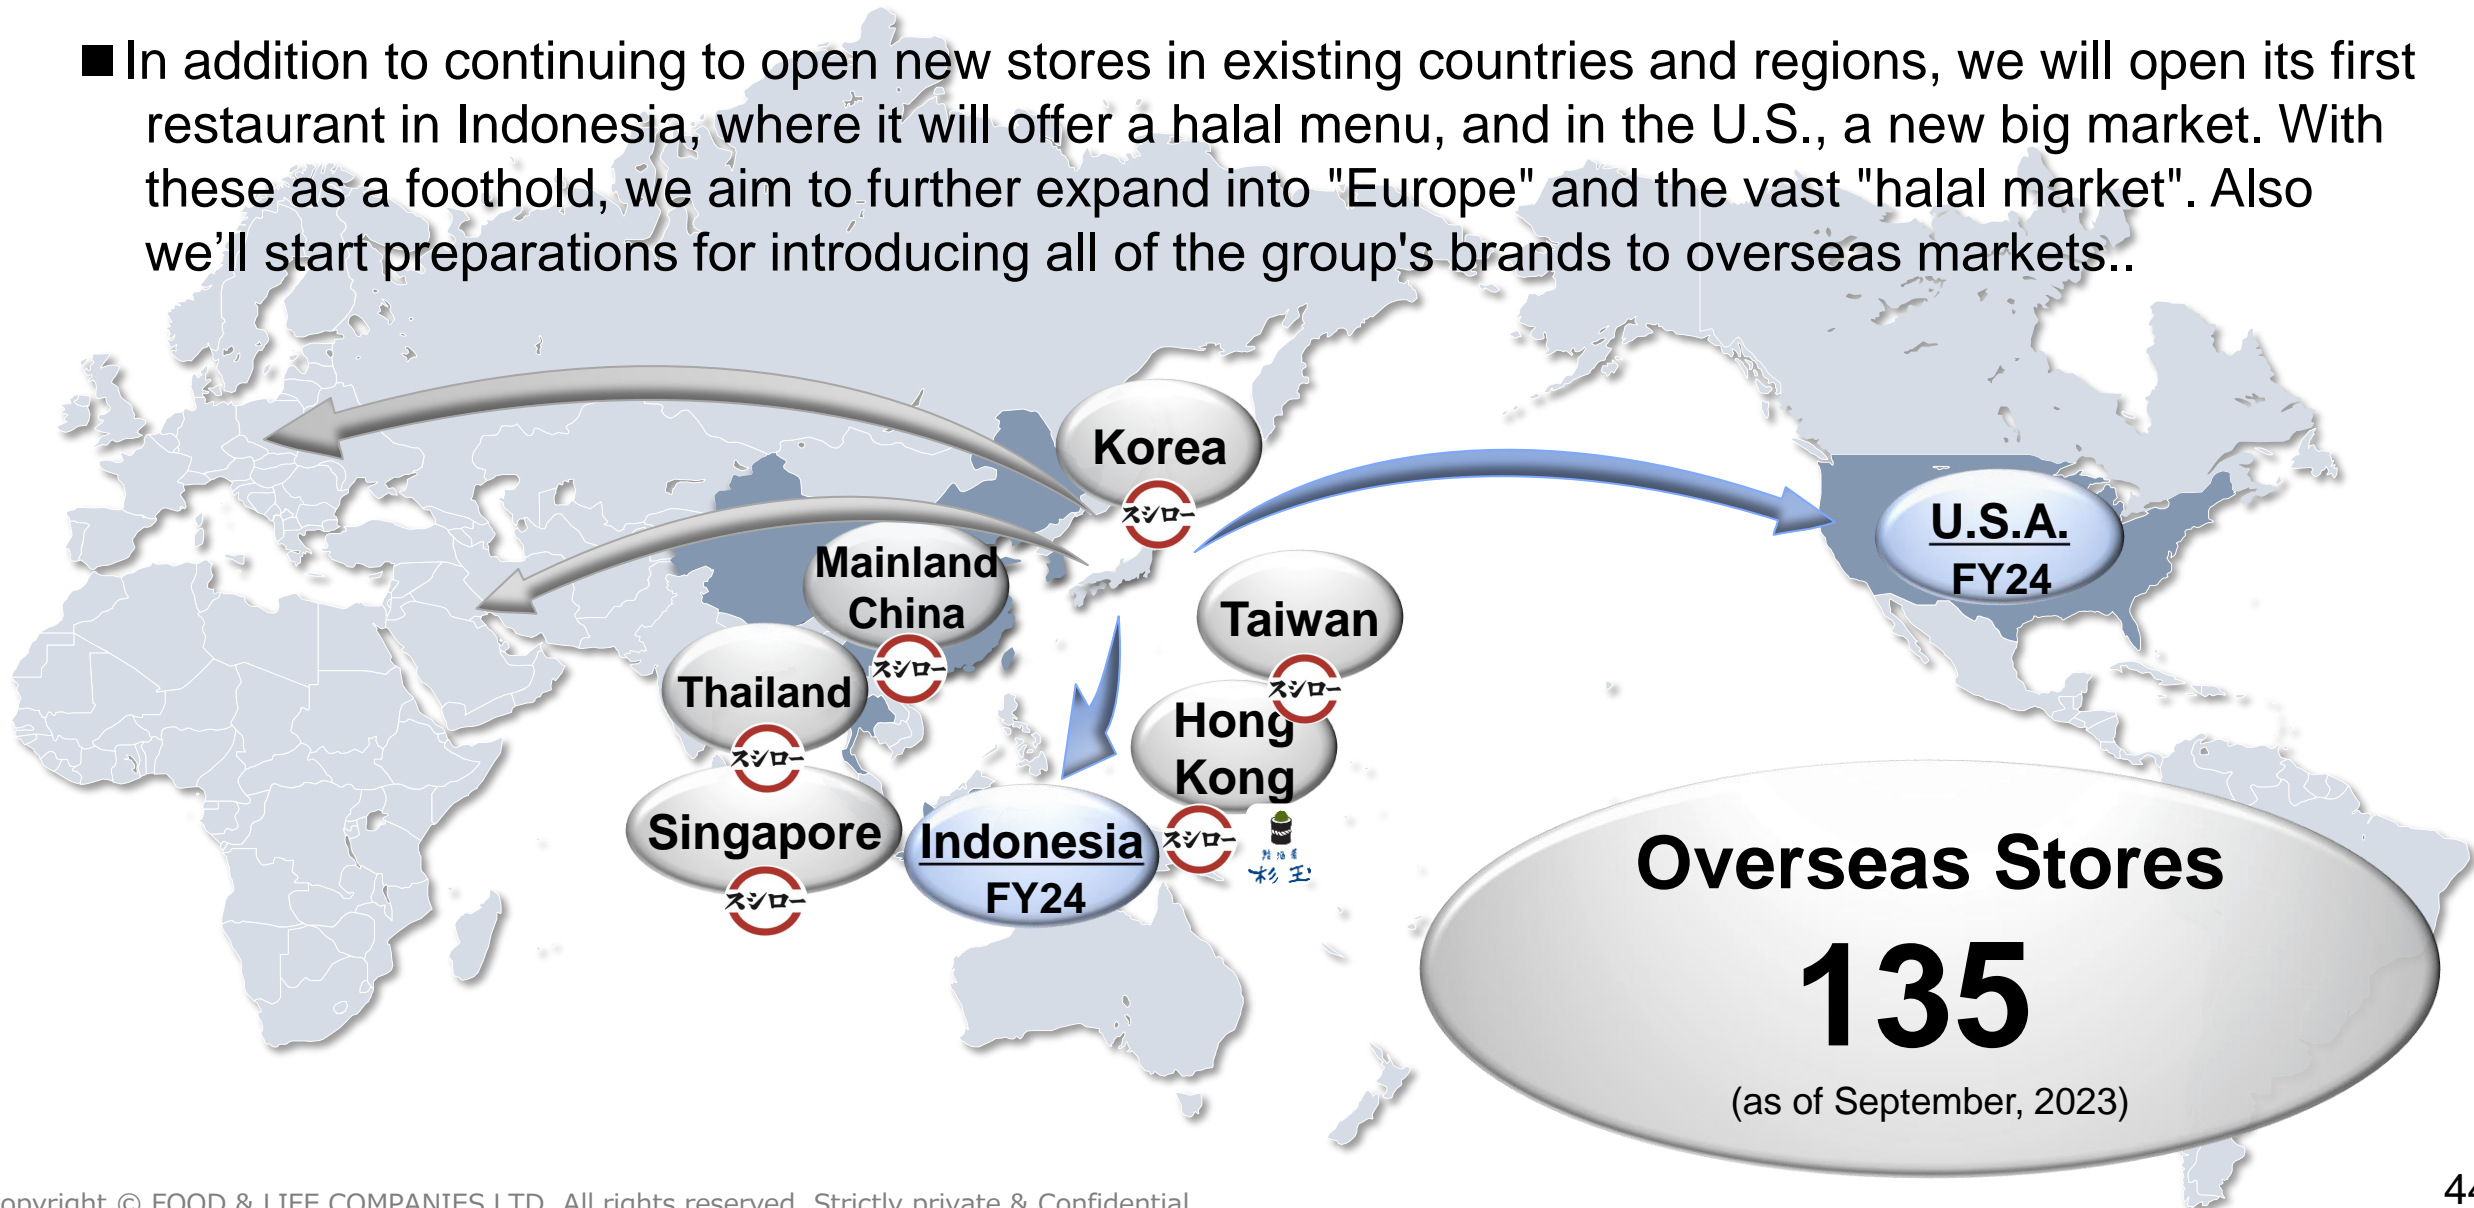 ■In addition to continuing to open new stores in existing countries and regions, we will open its first
restaurant in Indonesia, where it will offer a halal menu, and in the U.S., a new big market. With
these as a foothold, we aim to further expand into "Europe" and the vast "halal market". Also
we’ll start preparations for introducing all of the group's brands to overseas markets..
Korea
スシロー
Mainland
China
スシロー
Taiwan
スシロー
U.S.A.
FY24
Thailand
スシロー
Hong
Kong
スシロー
杉玉
Singapore
スシロー
Indonesia
FY24
Overseas Stores
135
(as of September, 2023)
opyright © FOOD & LIFE COMPANIES LTD. All rights reserved. Strictly private & Confidential
44